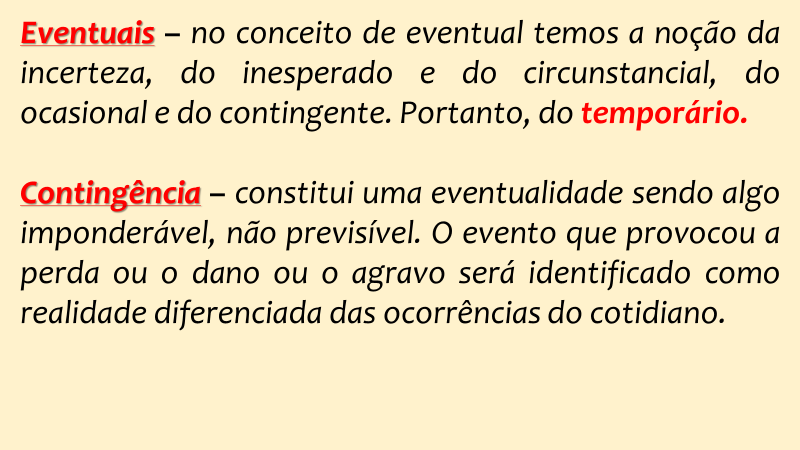 Eventuais – no conceito de eventual temos a noção da
incerteza, do inesperado e do circunstancial, do
ocasional e do contingente. Portanto, do temporário.
Contingência – constitui uma eventualidade sendo algo
imponderável, não previsível. O evento que provocou a
perda ou o dano ou o agravo será identificado como
realidade diferenciada das ocorrências do cotidiano.